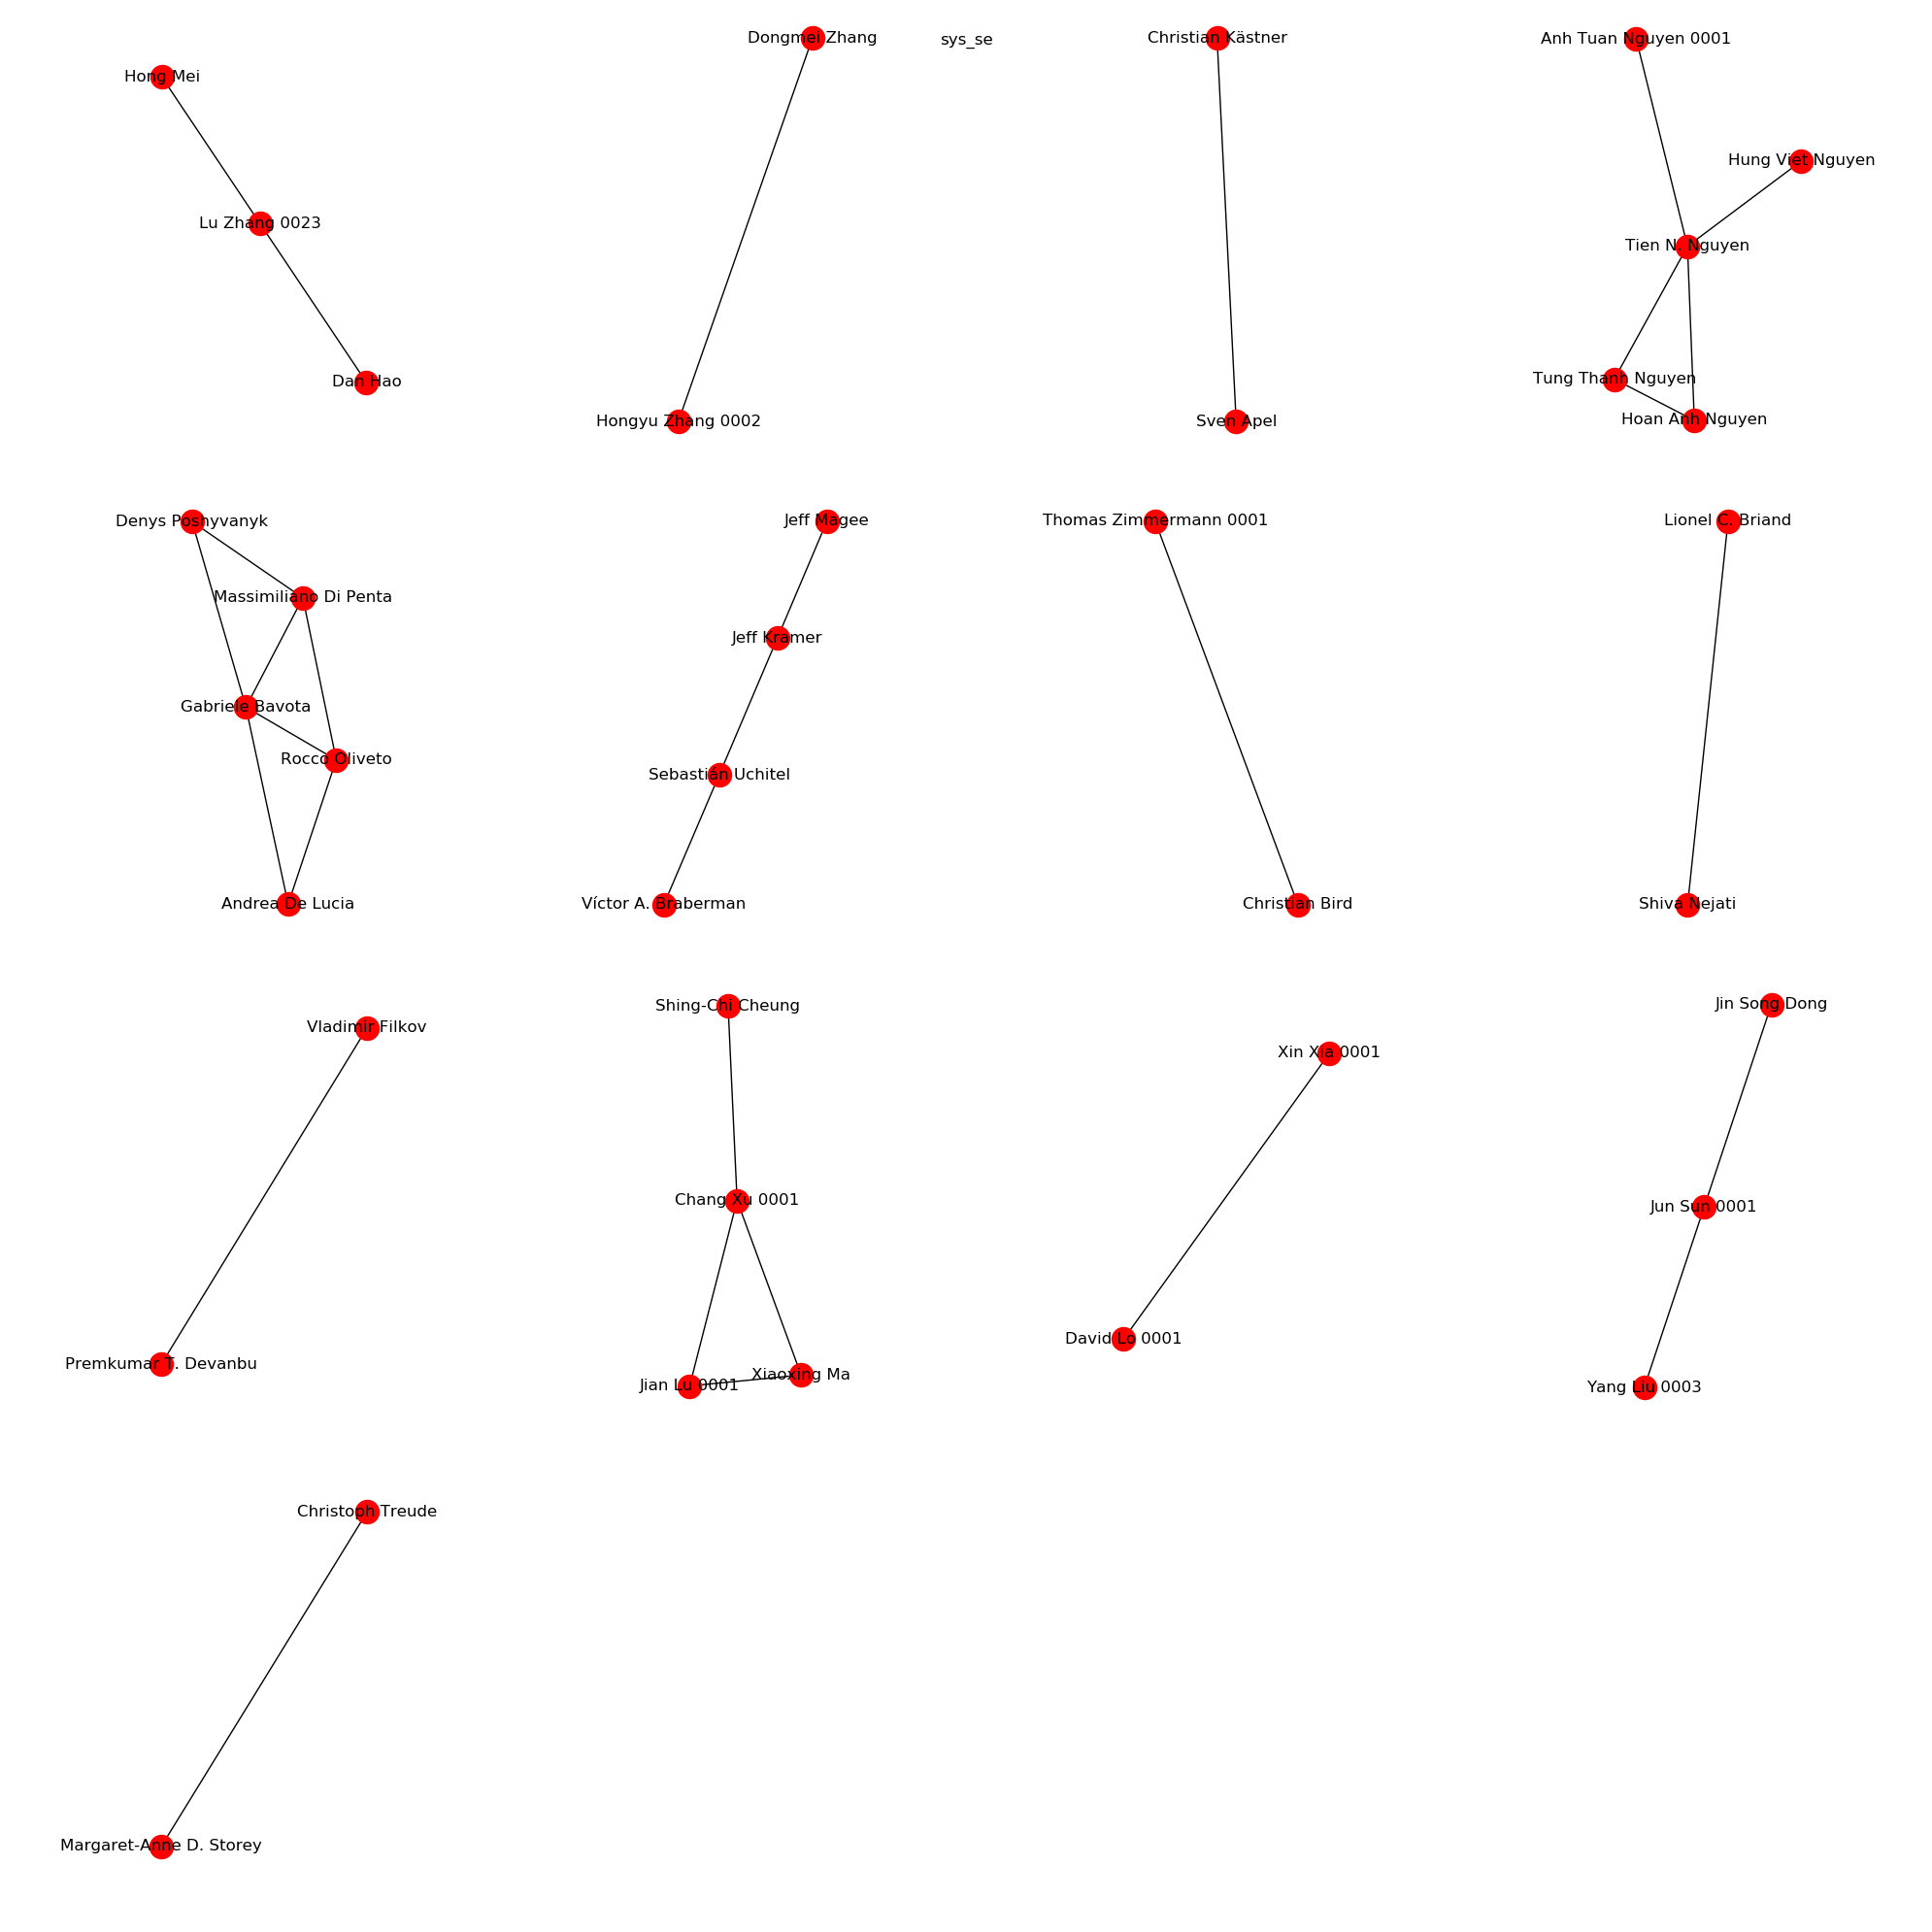 sys_se
Hong Mei
Lu Zhang 0023
Dan Hao
Dongmei Zhang
Hongyu Zhang 0002
Christian Kästner
Sven Apel
Anh Tuan Nguyen 0001
Hung Viet Nguyen
Tien N. Nguyen
Tung Thanh Nguyen
Hoan Anh Nguyen
Denys Poshyvanyk
Massimiliano Di Penta
Gabriele Bavota
Rocco Oliveto
Andrea De Lucia
Jeff Magee
Jeff Kramer
Sebastián Uchitel
Víctor A. Braberman
Thomas Zimmermann 0001
Christian Bird
Lionel C. Briand
Shiva Nejati
Vladimir Filkov
Premkumar T. Devanbu
Shing-Chi Cheung
Chang Xu 0001
Jian Lu 0001
Xiaoxing Ma
Xin Xia 0001
David Lo 0001
Jin Song Dong
Jun Sun 0001
Yang Liu 0003
Christoph Treude
Margaret-Anne D. Storey